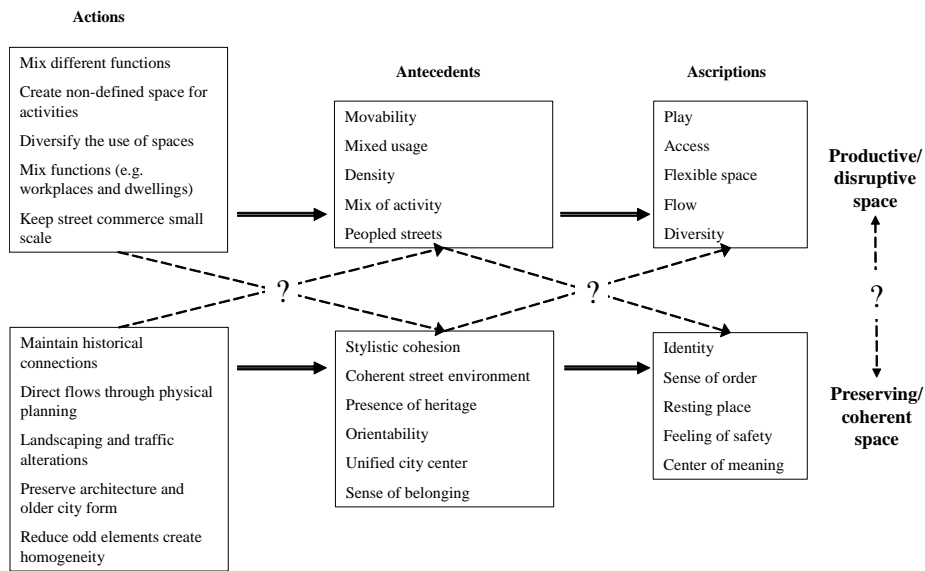 Actions
Mix different functions
Create non-defined space for
activities
Diversify the use of spaces
Mix functions (e.g.
workplaces and dwellings)
Keep street commerce small
scale
Antecedents
Movability
Mixed usage
Density
Mix of activity
Peopled streets
Ascriptions
Play
Access
Flexible space
Flow
Diversity
Productive/
disruptive
space
?
?
?
Maintain historical
connections
Direct flows through physical
planning
Landscaping and traffic
alterations
Preserve architecture and
older city form
Reduce odd elements create
homogeneity
Stylistic cohesion
Coherent street environment
Presence of heritage
Orientability
Unified city center
Sense of belonging
Identity
Sense of order
Resting place
Feeling of safety
Center of meaning
Preserving/
coherent
space